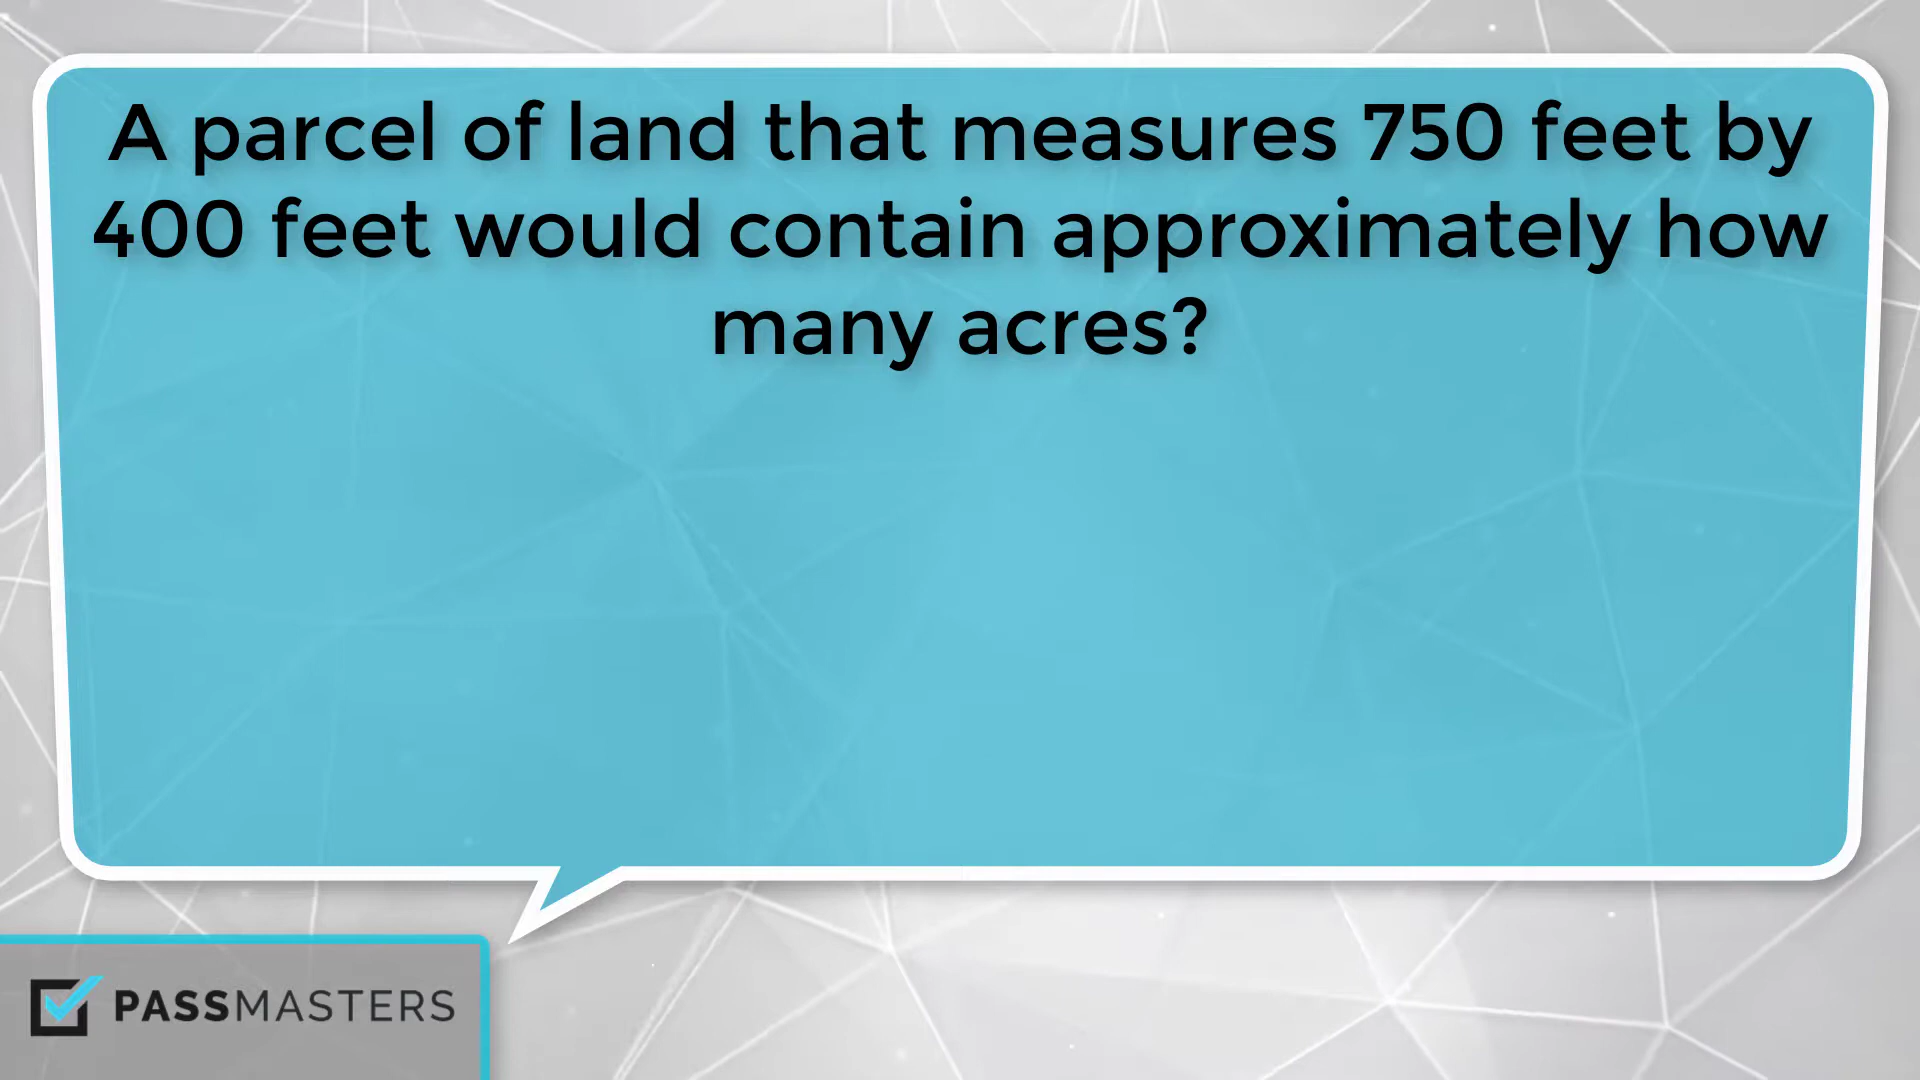 A parcel of land that measures 750 feet by
400 feet would contain approximately how
many acres?
PASSMASTERS